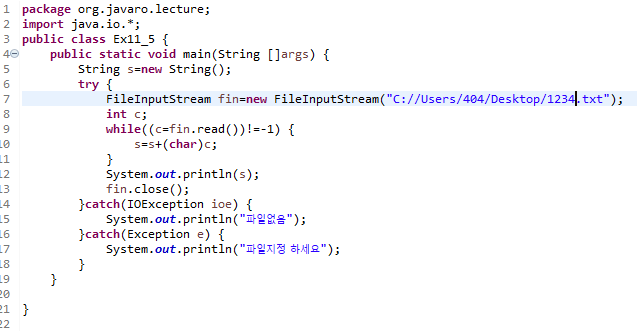 1 package org.javaro.lecture;
2 import java.io.*;
3 public class Ex11_5 {
4 public static void main(String []args) {
5 String s=new String();
6 try {
7 FileInputStream fin=new FileInputStream("C://Users/404/Desktop/1234.txt");
8 int c;
9 while((c=fin.read())!=-1) {
10 s=s+(char)c;
11 }
12 System.out.println(s);
13 fin.close();
14 }catch(IOException ioe) {
15 System.out.println("파일없음");
16 }catch(Exception e) {
17 System.out.println("파일지정 하세요");
18 }
19 }
20
21 }
22